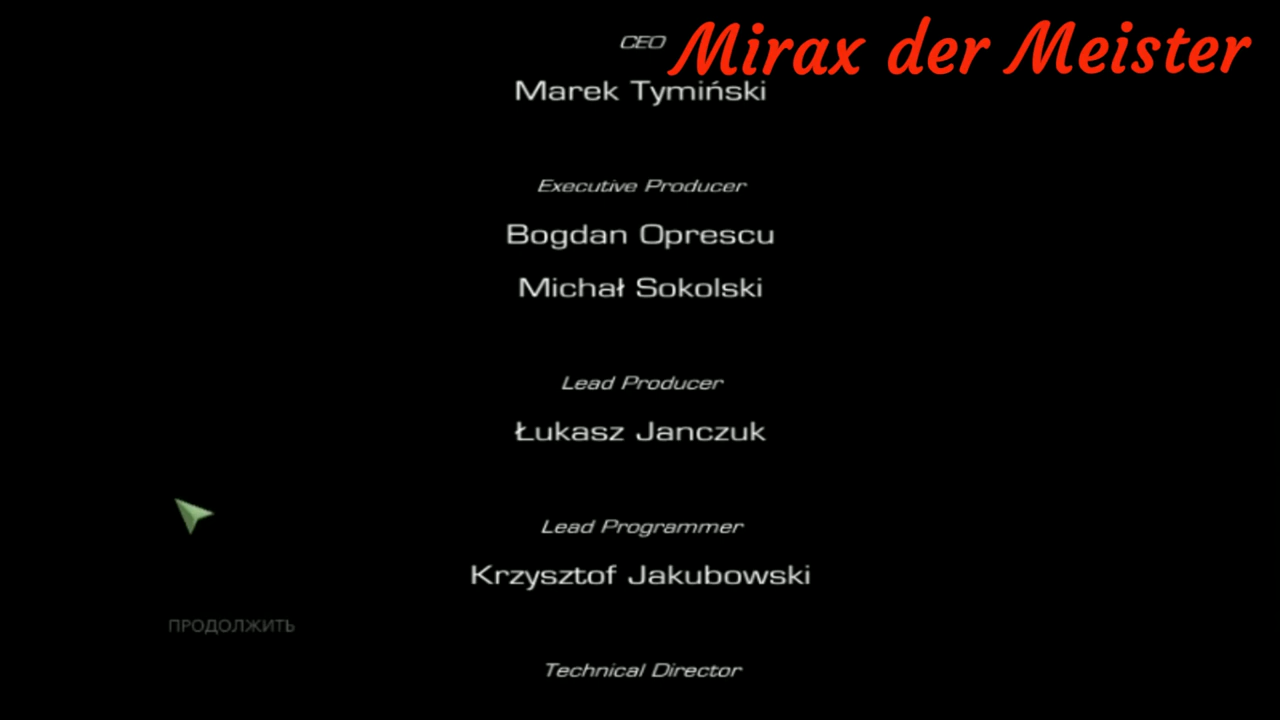 CEO
Mirax der Meister
Marek Tymiński
Executive Producer
Bogdan Oprescu
Michał Sokolski
Lead Producer
Łukasz Janczuk
Lead Programmer
Krzysztof Jakubowski
ПРОДОЛЖИТЬ
Technical Director